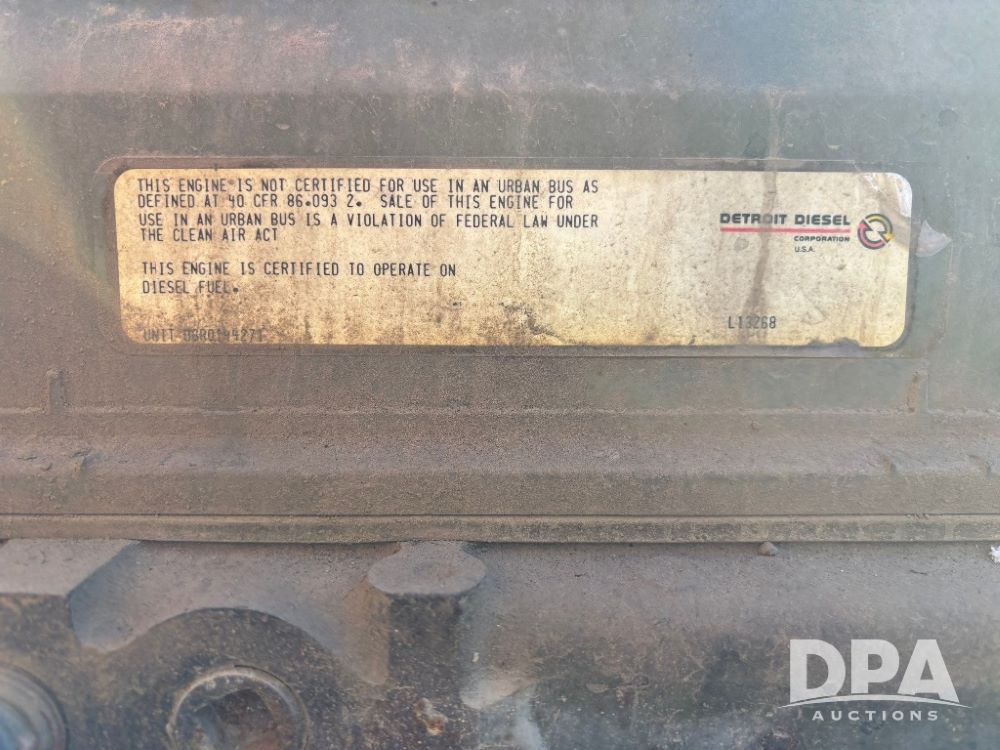 THIS ENGINE IS NOT CERTIFIED FOR USE IN AN URBAN BUS AS
DEFINED AT 40 CFR 86.093 2. SALE OF THIS ENGINE FOR
USE IN AN URBAN BUS IS A VIOLATION OF FEDERAL LAW UNDER
THE CLEAN AIR ACT
THIS ENGINE IS CERTIFIED TO OPERATE ON
DIESEL FUEL.
UNIT
DETROIT DIESEL
CORPORATION
U.S.A.
L13268
DPA
AUCTIONS